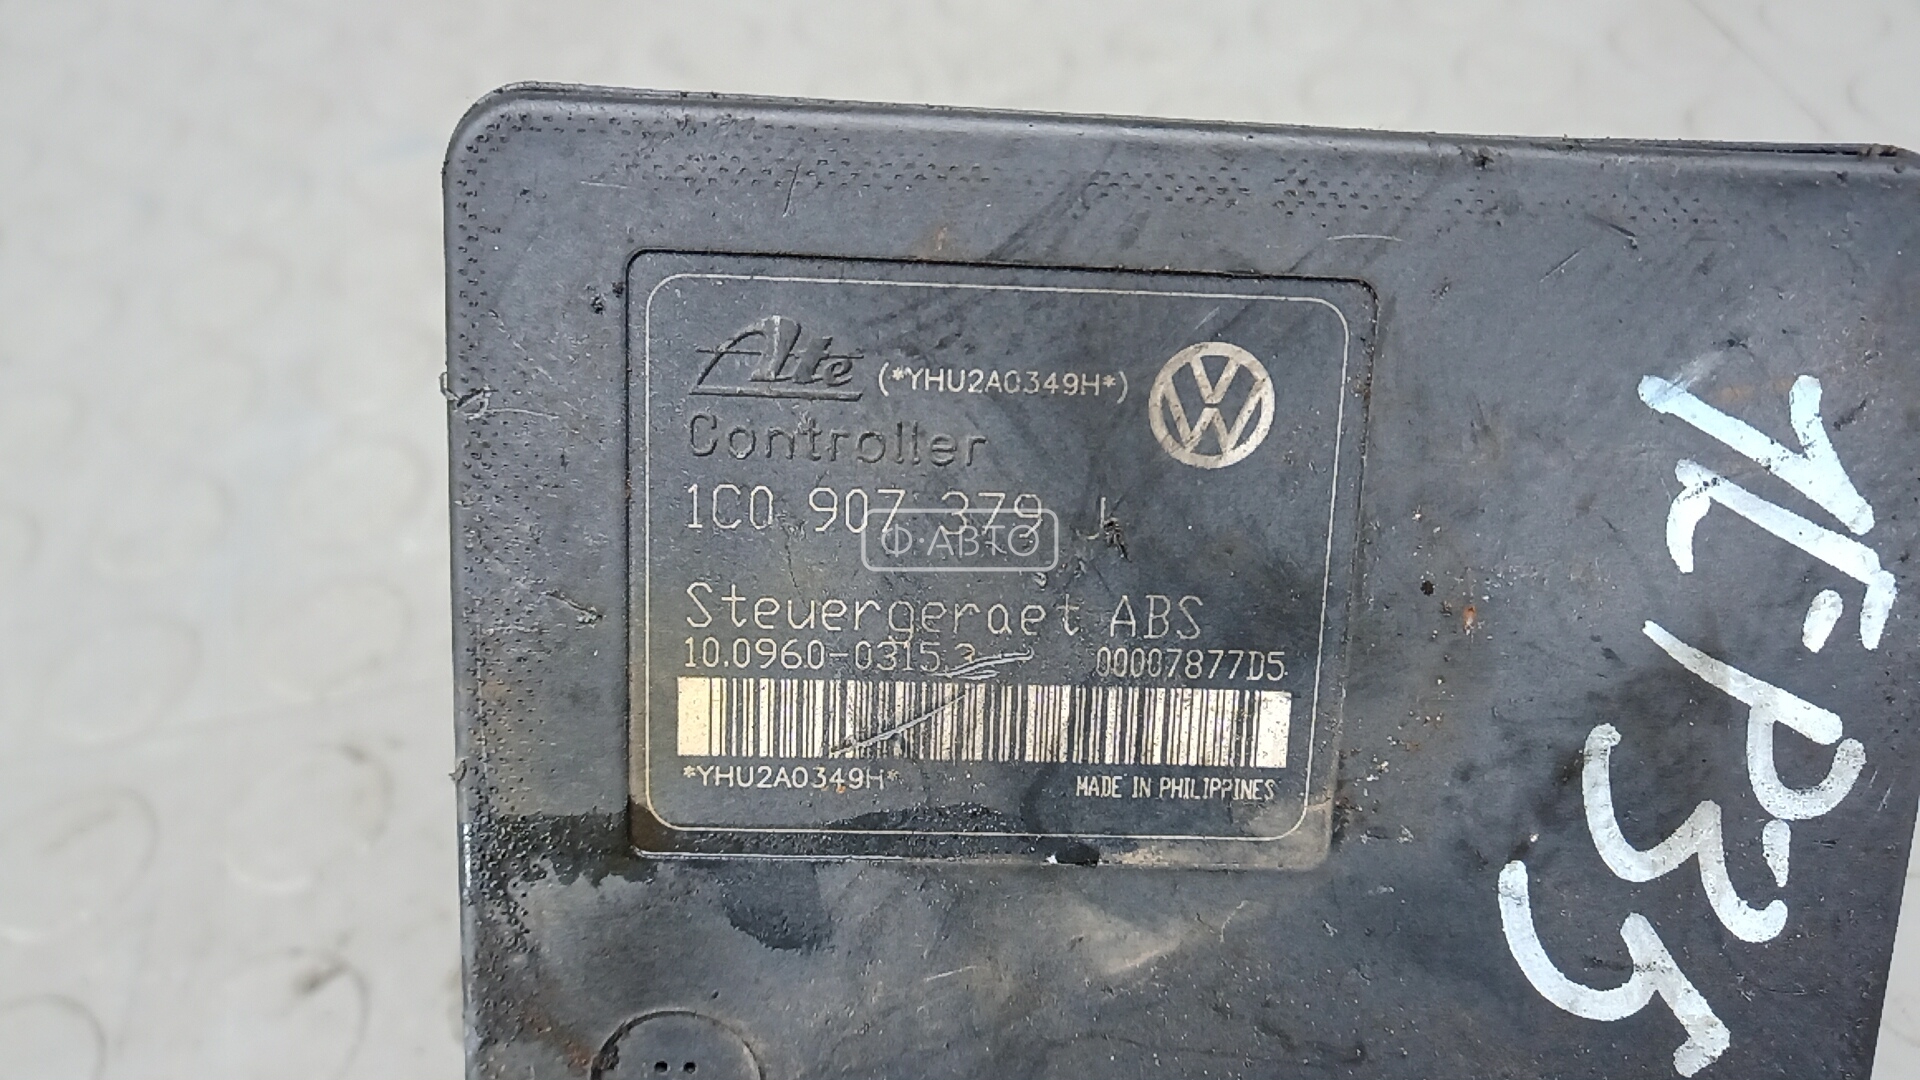 Ate (*YHU2A0349H*)
Controller
1C0 907 379 J
Ф·АВТО
Steuergeraet ABS
10.0960-0315.3 00007877D5
*YHU2A0349H* MADE IN PHILIPPINES